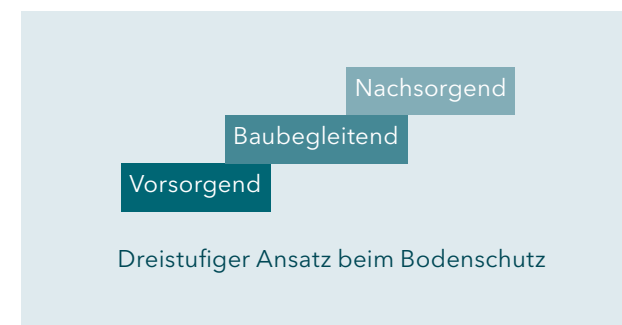 Nachsorgend
Baubegleitend
Vorsorgend
Dreistufiger Ansatz beim Bodenschutz